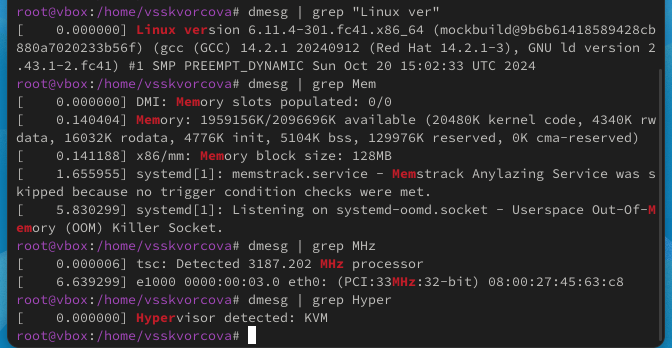 root@vbox:/home/vsskvorcova# dmesg | grep "Linux ver"
[    0.000000] Linux version 6.11.4-301.fc41.x86_64 (mockbuild@9b6b61418589428cb
880a7020233b56f) (gcc (GCC) 14.2.1 20240912 (Red Hat 14.2.1-3), GNU ld version 2
.43.1-2.fc41) #1 SMP PREEMPT_DYNAMIC Sun Oct 20 15:02:33 UTC 2024
root@vbox:/home/vsskvorcova# dmesg | grep Mem
[    0.000000] DMI: Memory slots populated: 0/0
[    0.140404] Memory: 1959156K/2096696K available (20480K kernel code, 4340K rw
data, 16032K rodata, 4776K init, 5104K bss, 129976K reserved, 0K cma-reserved)
[    0.141188] x86/mm: Memory block size: 128MB
[    1.655955] systemd[1]: memstrack.service - Memstrack Anylazing Service was s
kipped because no trigger condition checks were met.
[    5.830299] systemd[1]: Listening on systemd-oomd.socket - Userspace Out-Of-M
emory (OOM) Killer Socket.
root@vbox:/home/vsskvorcova# dmesg | grep MHz
[    0.000006] tsc: Detected 3187.202 MHz processor
[    6.639299] e1000 0000:00:03.0 eth0: (PCI:33MHz:32-bit) 08:00:27:45:63:c8
root@vbox:/home/vsskvorcova# dmesg | grep Hyper
[    0.000000] Hypervisor detected: KVM
root@vbox:/home/vsskvorcova#